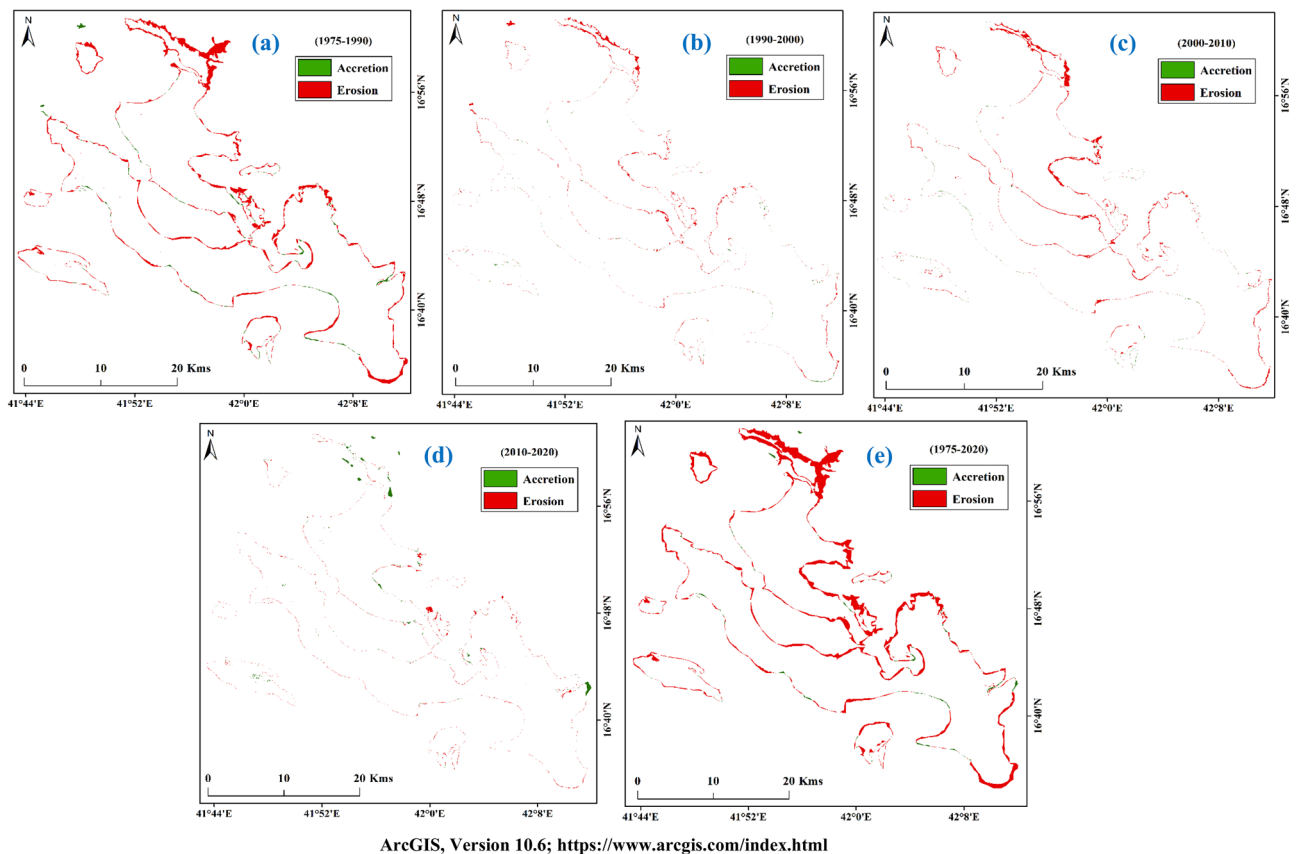 N
(a)
(1975-1990)
Accretion
Erosion
16°56'N
16°48'N
16°40'N
0 10 20 Kms
41°44'E 41°52'E 42°0'E 42°8'E
N
(b)
(1990-2000)
Accretion
Erosion
16°56'N
16°48'N
16°40'N
0 10 20 Kms
41°44'E 41°52'E 42°0'E 42°8'E
N
(c)
(2000-2010)
Accretion
Erosion
16°56'N
16°48'N
16°40'N
0 10 20 Kms
41°44'E 41°52'E 42°0'E 42°8'E
N
(d)
(2010-2020)
Accretion
Erosion
16°56'N
16°48'N
16°40'N
0 10 20 Kms
41°44'E 41°52'E 42°0'E 42°8'E
N
(e)
(1975-2020)
Accretion
Erosion
16°56'N
16°48'N
16°40'N
0 10 20 Kms
41°44'E 41°52'E 42°0'E 42°8'E
ArcGIS, Version 10.6; https://www.arcgis.com/index.html